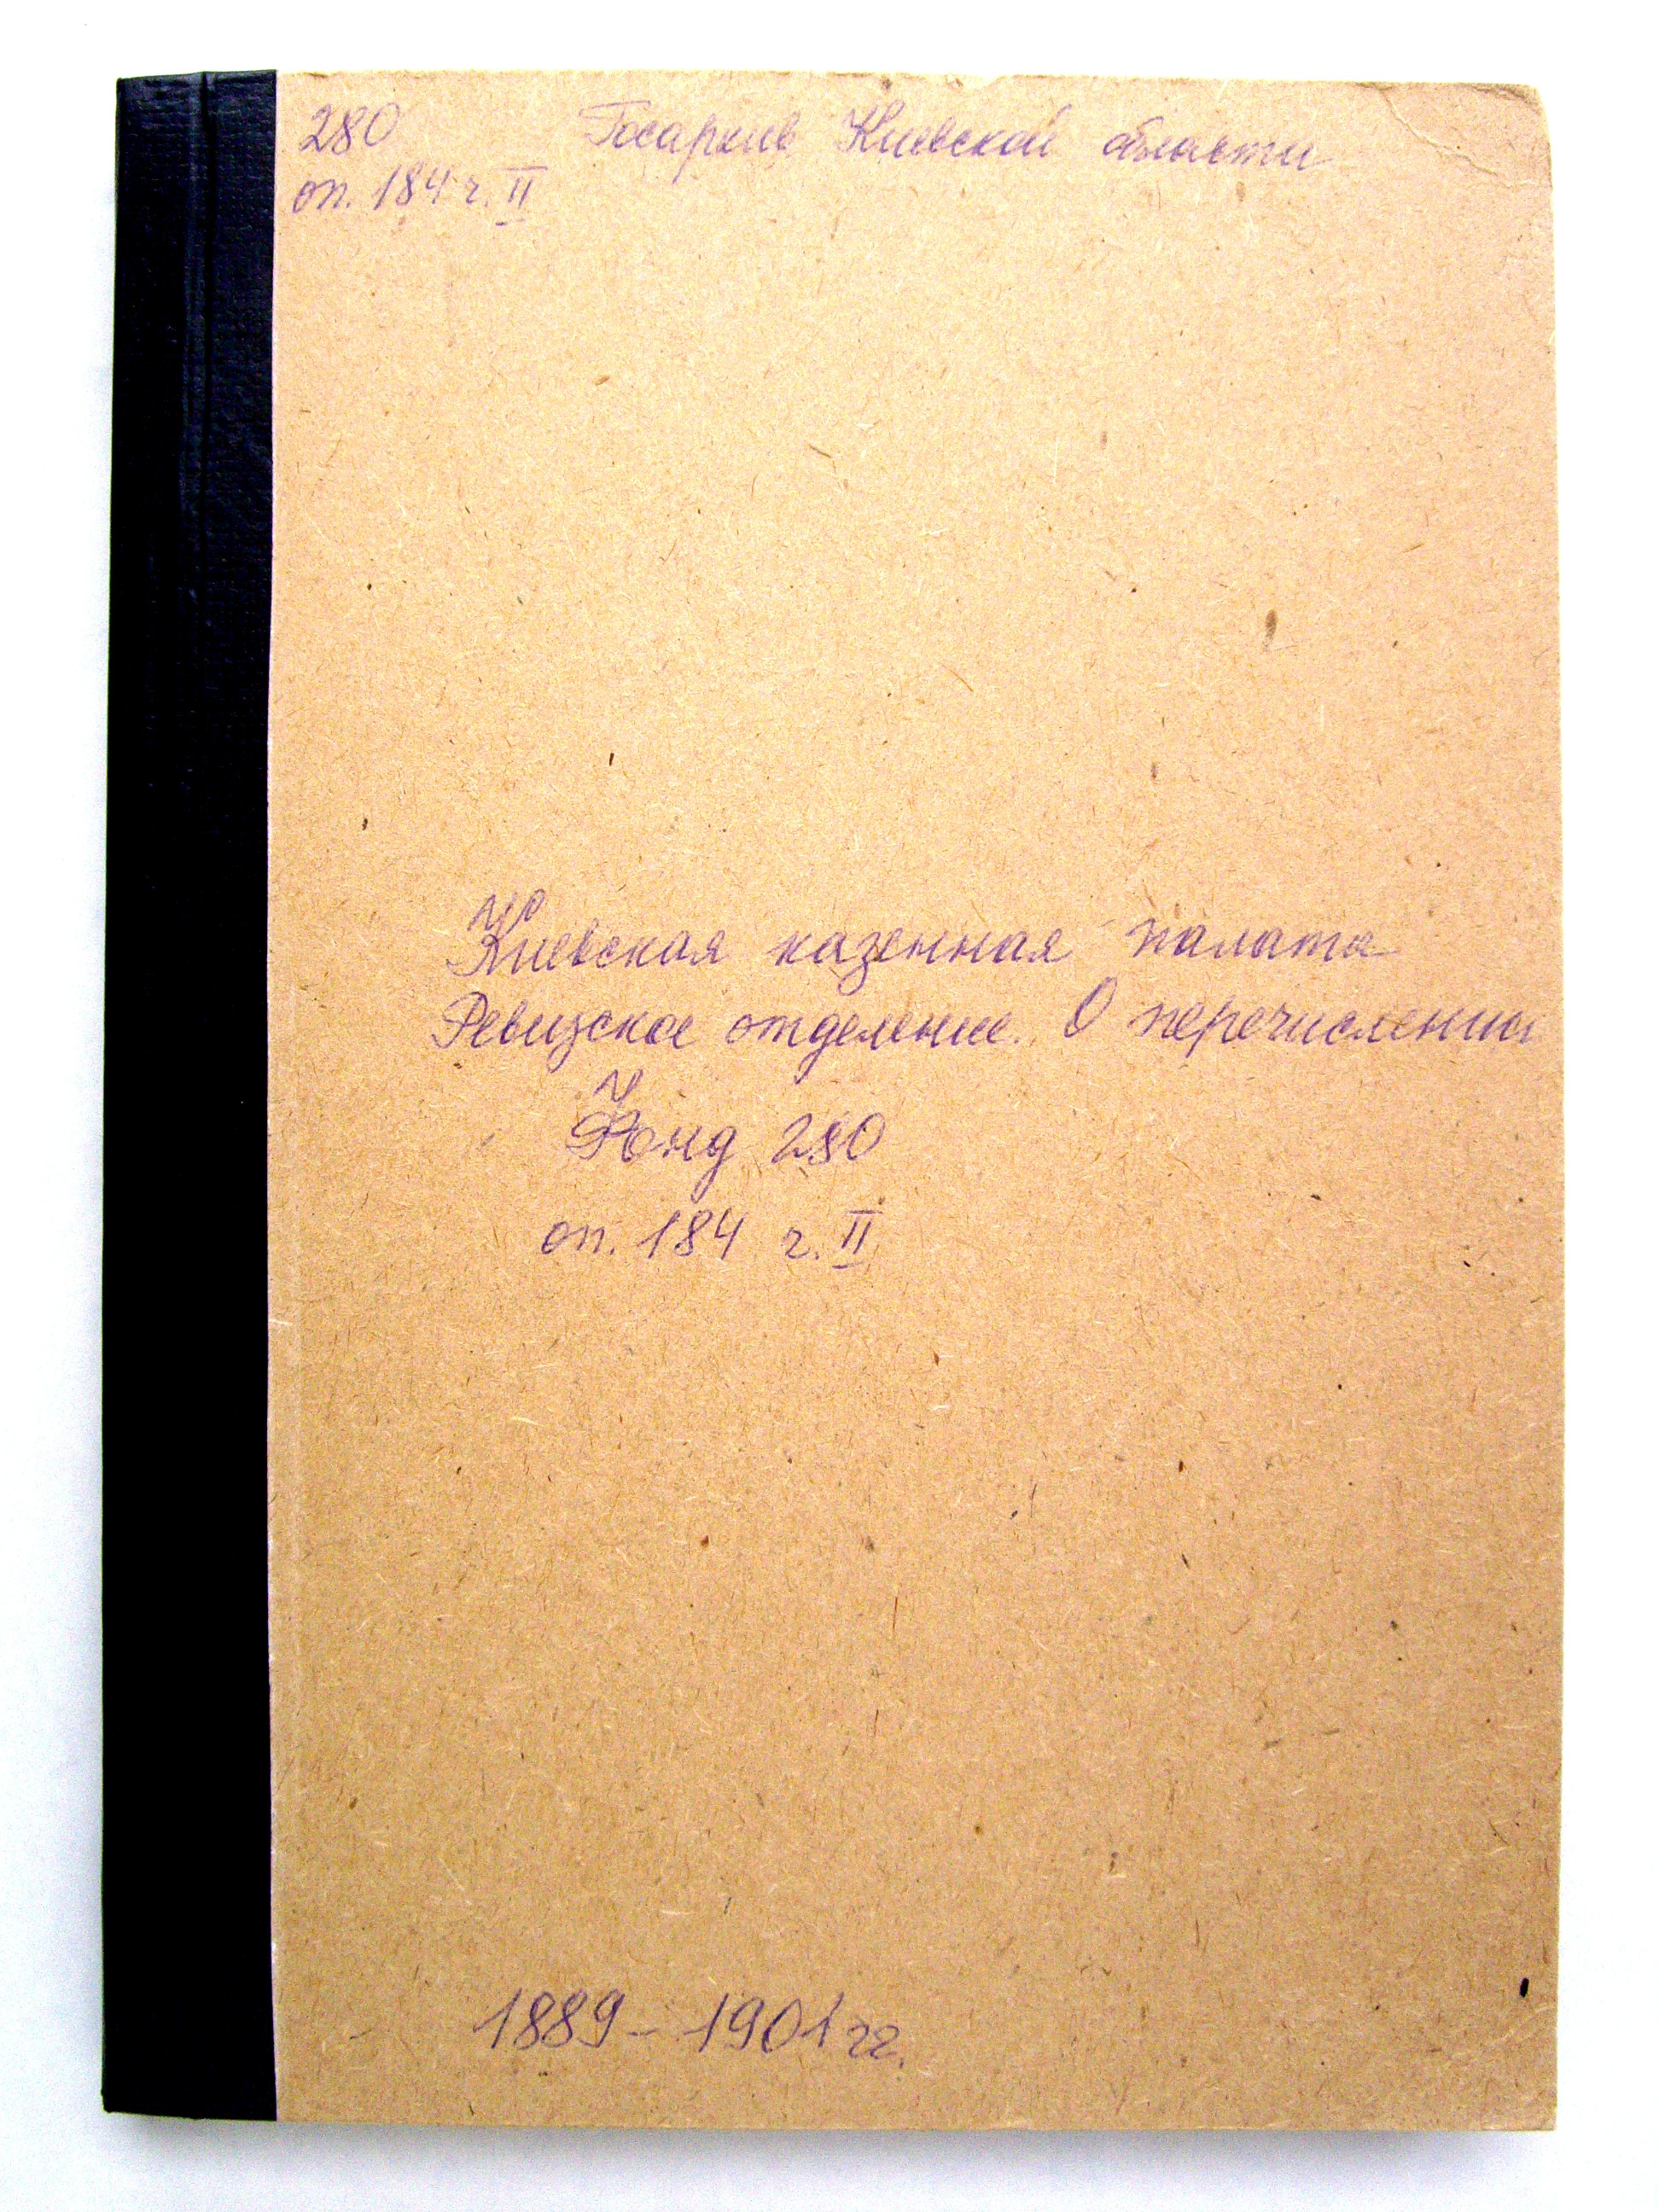 280 Госархив Киевской области
оп. 184 ч. II
Киевская казенная палата
Ревизское отделение. О перечислении
Фонд 280
оп. 184 ч. II
1889 - 1901 гг.